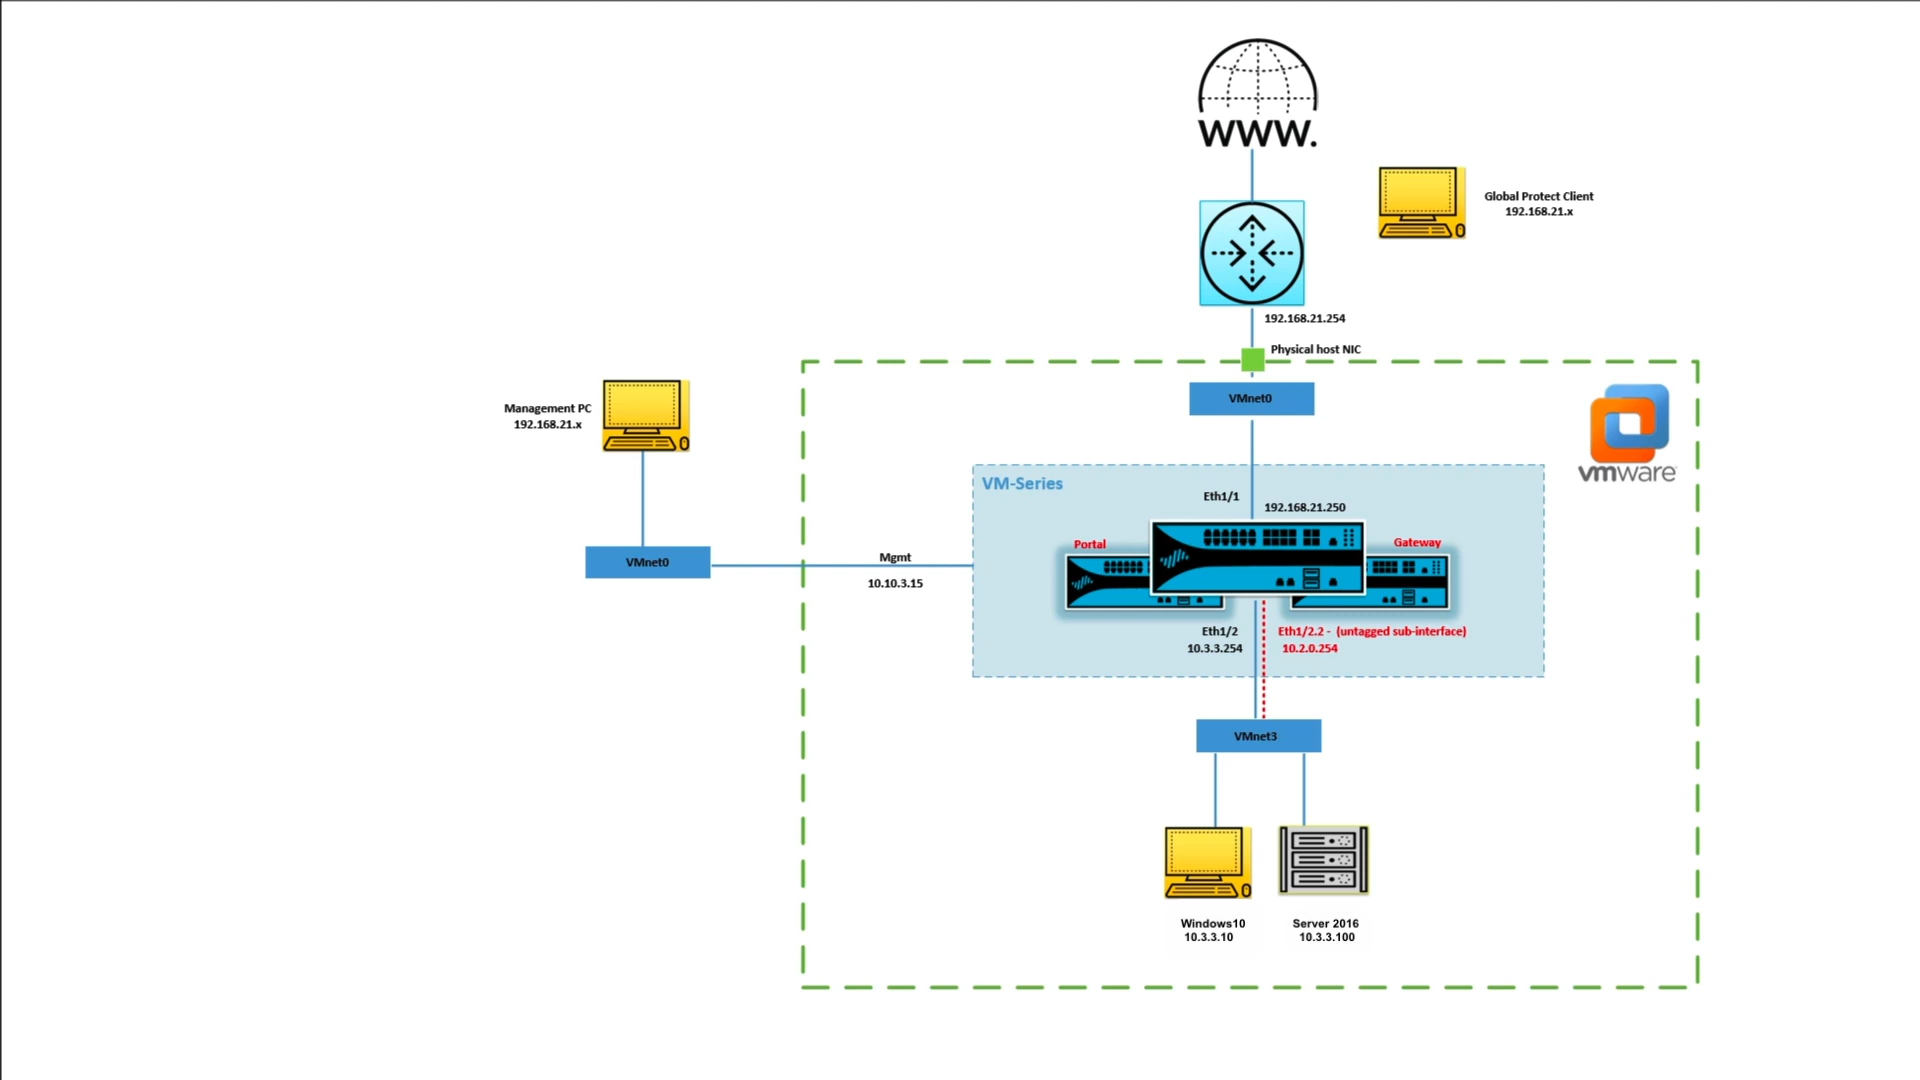 WWW.
Global Protect Client
192.168.21.x
192.168.21.254
Physical host NIC
VMnet0
vmware
Management PC
192.168.21.x
VMnet0
Mgmt
10.10.3.15
VM-Series
Eth1/1
192.168.21.250
Portal
Gateway
Eth1/2
10.3.3.254
Eth1/2.2 - (untagged sub-interface)
10.2.0.254
VMnet3
Windows10
10.3.3.10
Server 2016
10.3.3.100